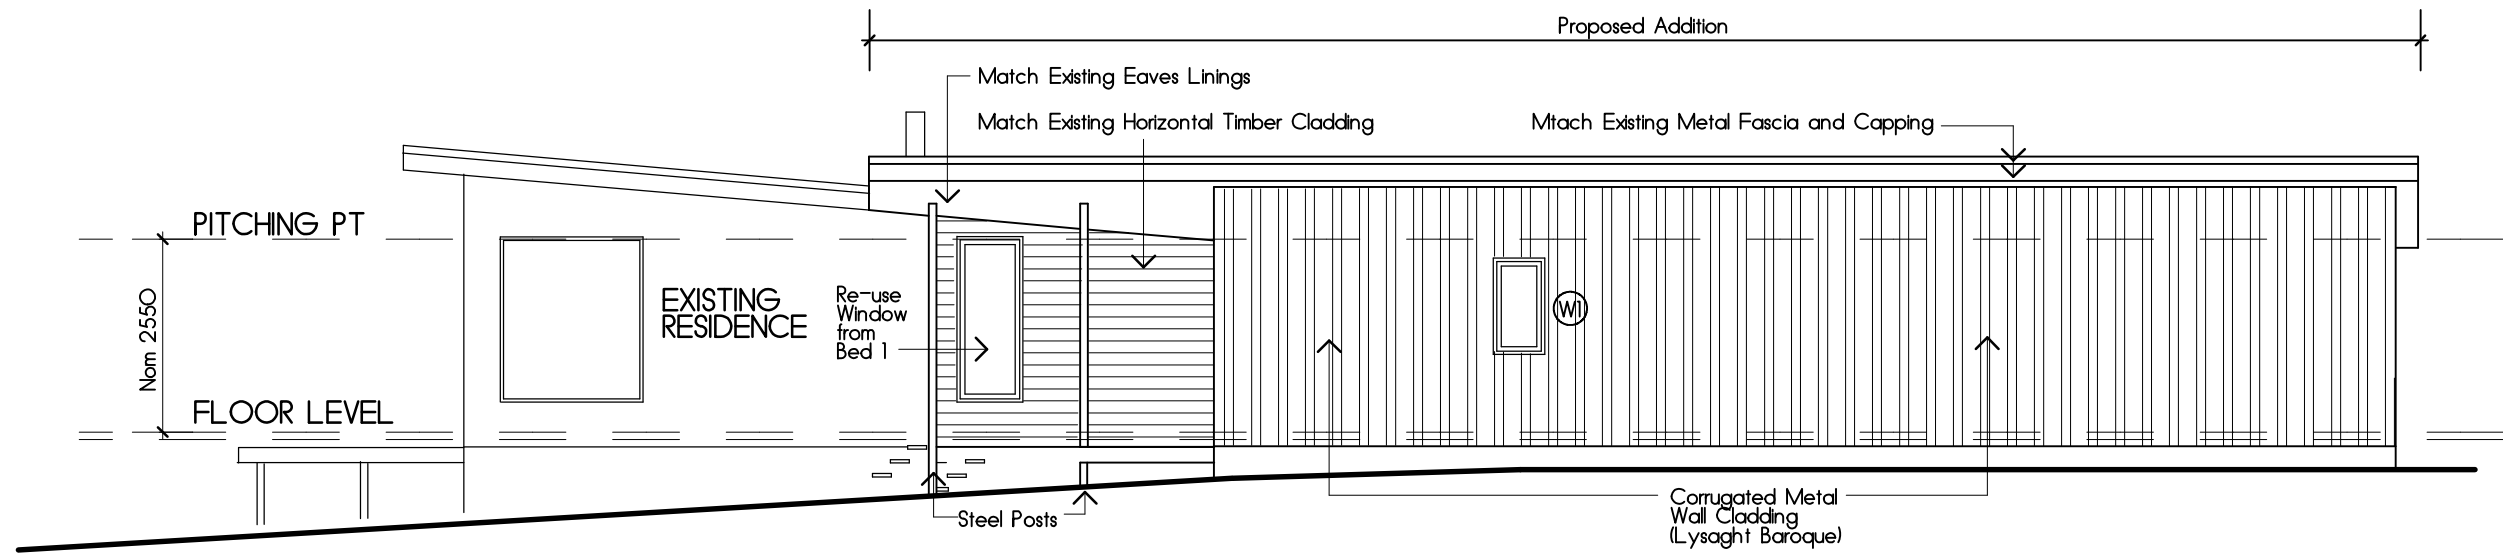 Proposed Addition
Match Existing Eaves Linings
Match Existing Horizontal Timber Cladding
Mtach Existing Metal Fascia and Capping
PITCHING PT
Nom 2550
EXISTING
RESIDENCE
Re-use
Window
from
Bed 1
W1
FLOOR LEVEL
Steel Posts
Corrugated Metal
Wall Cladding
(Lysaght Baroque)